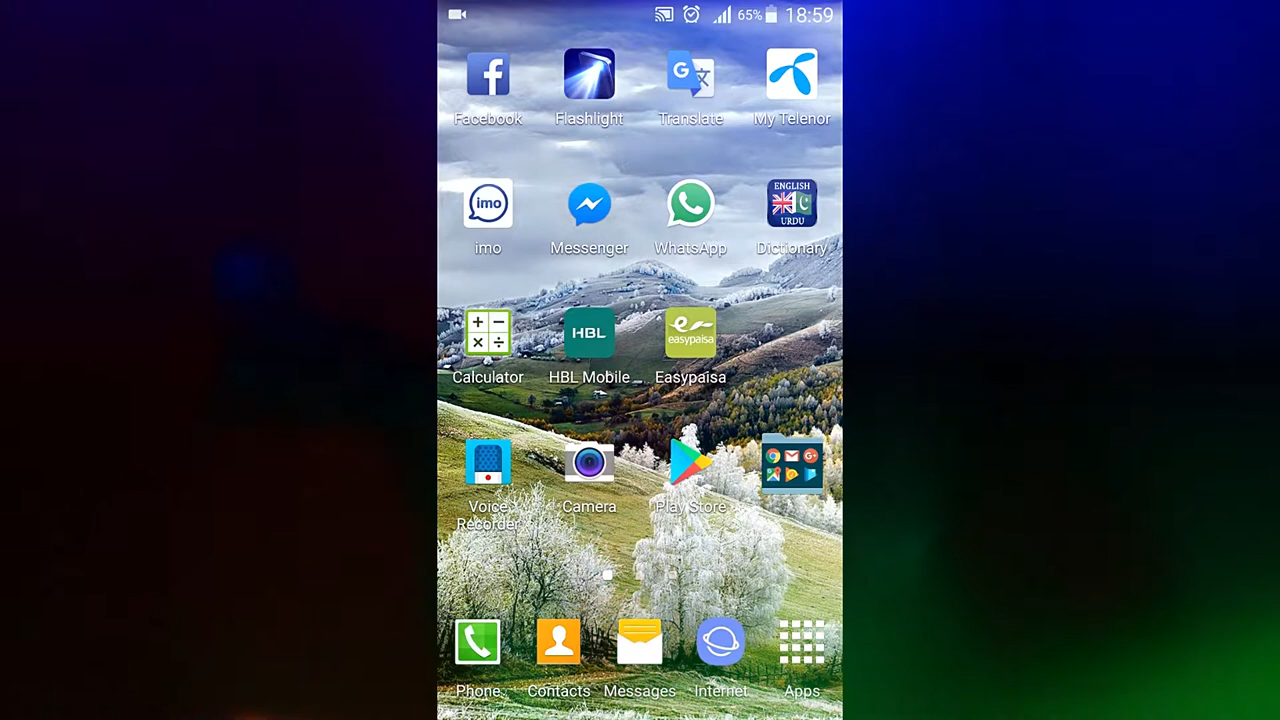 65% 18:59
Facebook Flashlight Translate My Telenor
imo
ENGLISH
URDU
imo Messenger WhatsApp Dictionary
HBL
easypaisa
Calculator HBL Mobile Easypaisa
Voice Recorder Camera Play Store
Phone Contacts Messages Internet Apps